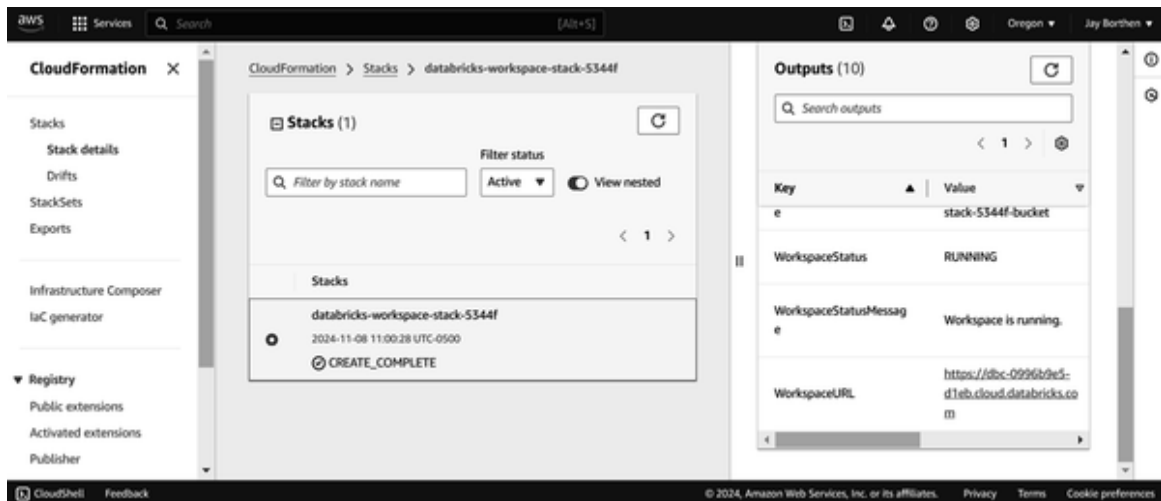 aws
Services
Search
[Alt+S]
Oregon
Jay Borthen
CloudFormation
Stacks
Stack details
Drifts
StackSets
Exports
Infrastructure Composer
IaC generator
Registry
Public extensions
Activated extensions
Publisher
CloudFormation > Stacks > databricks-workspace-stack-5344f
Stacks (1)
Filter status
Filter by stack name
Active
View nested
1
Stacks
databricks-workspace-stack-5344f
2024-11-08 11:00:28 UTC-0500
CREATE_COMPLETE
Outputs (10)
Search outputs
1
Key
Value
e
stack-5344f-bucket
WorkspaceStatus
RUNNING
WorkspaceStatusMessag
e
Workspace is running.
WorkspaceURL
https://dbc-0996b9e5-
d1eb.cloud.databricks.co
m
CloudShell
Feedback
© 2024, Amazon Web Services, Inc. or its affiliates.
Privacy
Terms
Cookie preferences